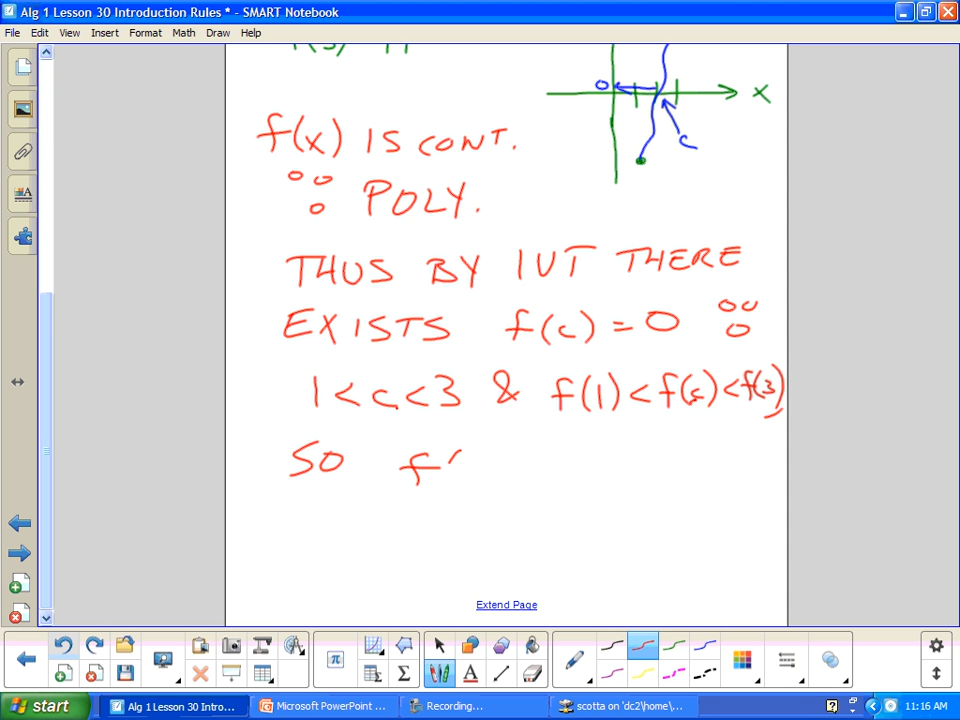 Alg 1 Lesson 30 Introduction Rules * - SMART Notebook
File Edit View Insert Format Math Draw Help
0
X
C
f(x) IS CONT.
∵ POLY.
THUS BY IVT THERE
EXISTS f(c) = 0 ∵
1 < c < 3 & f(1) < f(c) < f(3)
SO f
Extend Page
π
Σ
A
start
Alg 1 Lesson 30 Intro...
Microsoft PowerPoint ...
Recording...
scotta on 'dc2\home\...
11:16 AM